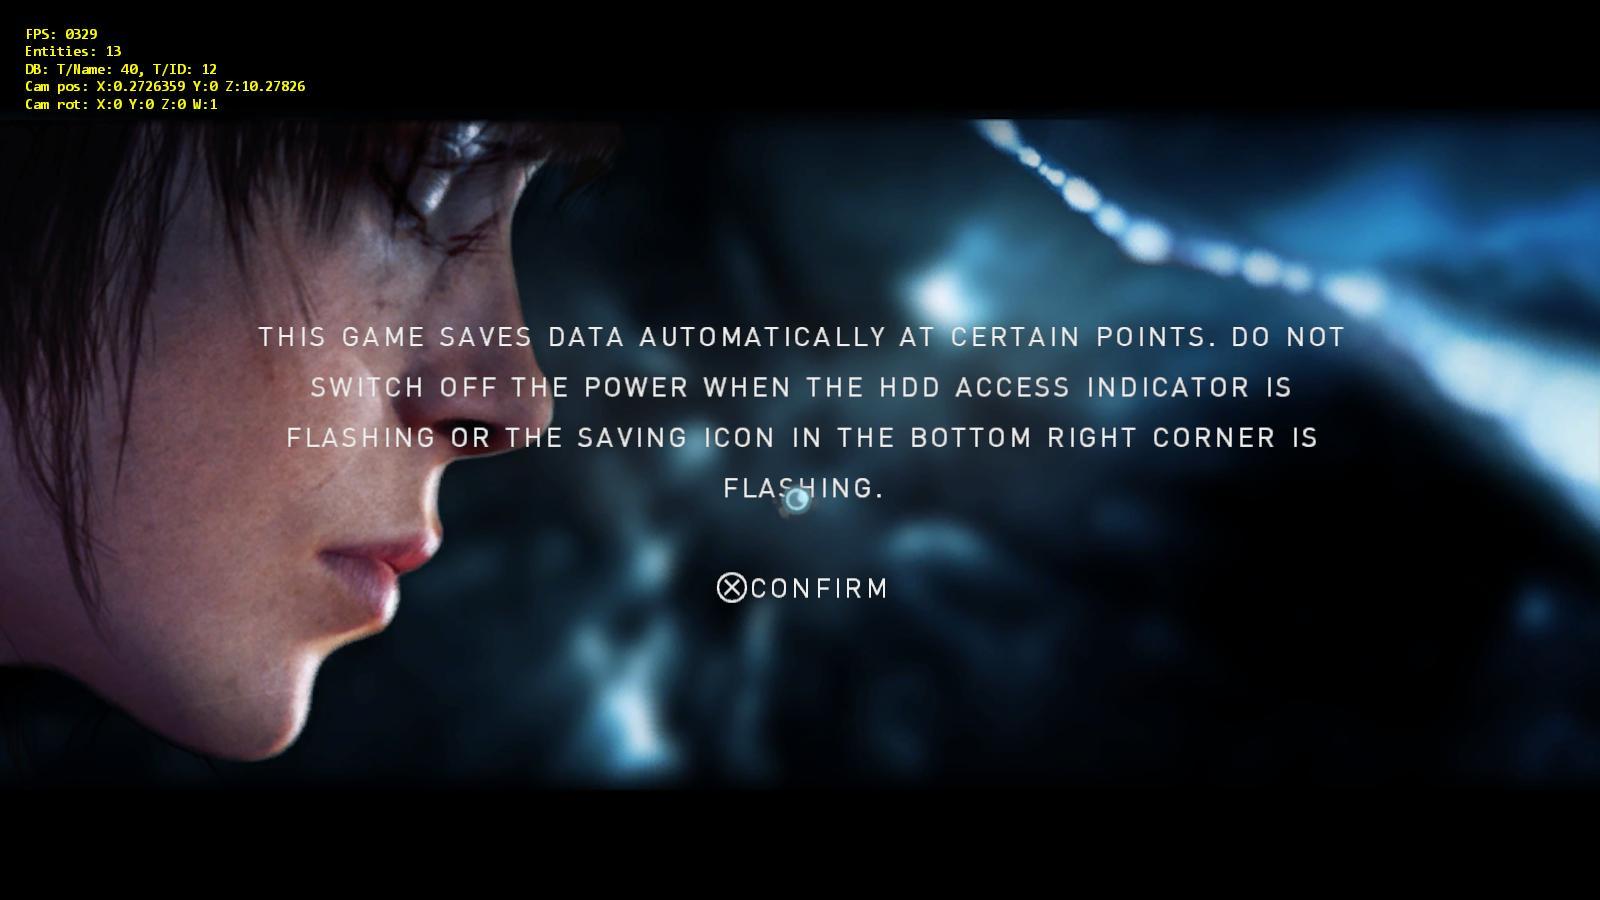 FPS: 0329
Entities: 13
DB: T/Name: 40, T/ID: 12
Cam pos: X:0.2726359 Y:0 Z:10.27826
Cam rot: X:0 Y:0 Z:0 W:1
THIS GAME SAVES DATA AUTOMATICALLY AT CERTAIN POINTS. DO NOT
SWITCH OFF THE POWER WHEN THE HDD ACCESS INDICATOR IS
FLASHING OR THE SAVING ICON IN THE BOTTOM RIGHT CORNER IS
FLASHING.
CONFIRM